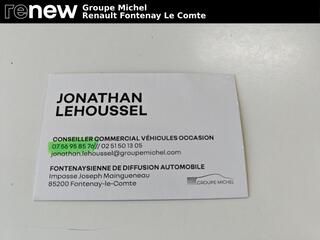 renew Groupe Michel
Renault Fontenay Le Comte
JONATHAN
LEHOUSSEL
CONSEILLER COMMERCIAL VÉHICULES OCCASION
07 56 95 85 76 // 02 51 50 13 05
jonathan.lehoussel@groupemichel.com
FONTENAYSIENNE DE DIFFUSION AUTOMOBILE
Impasse Joseph Maingueneau
85200 Fontenay-le-Comte
GROUPE MICHEL